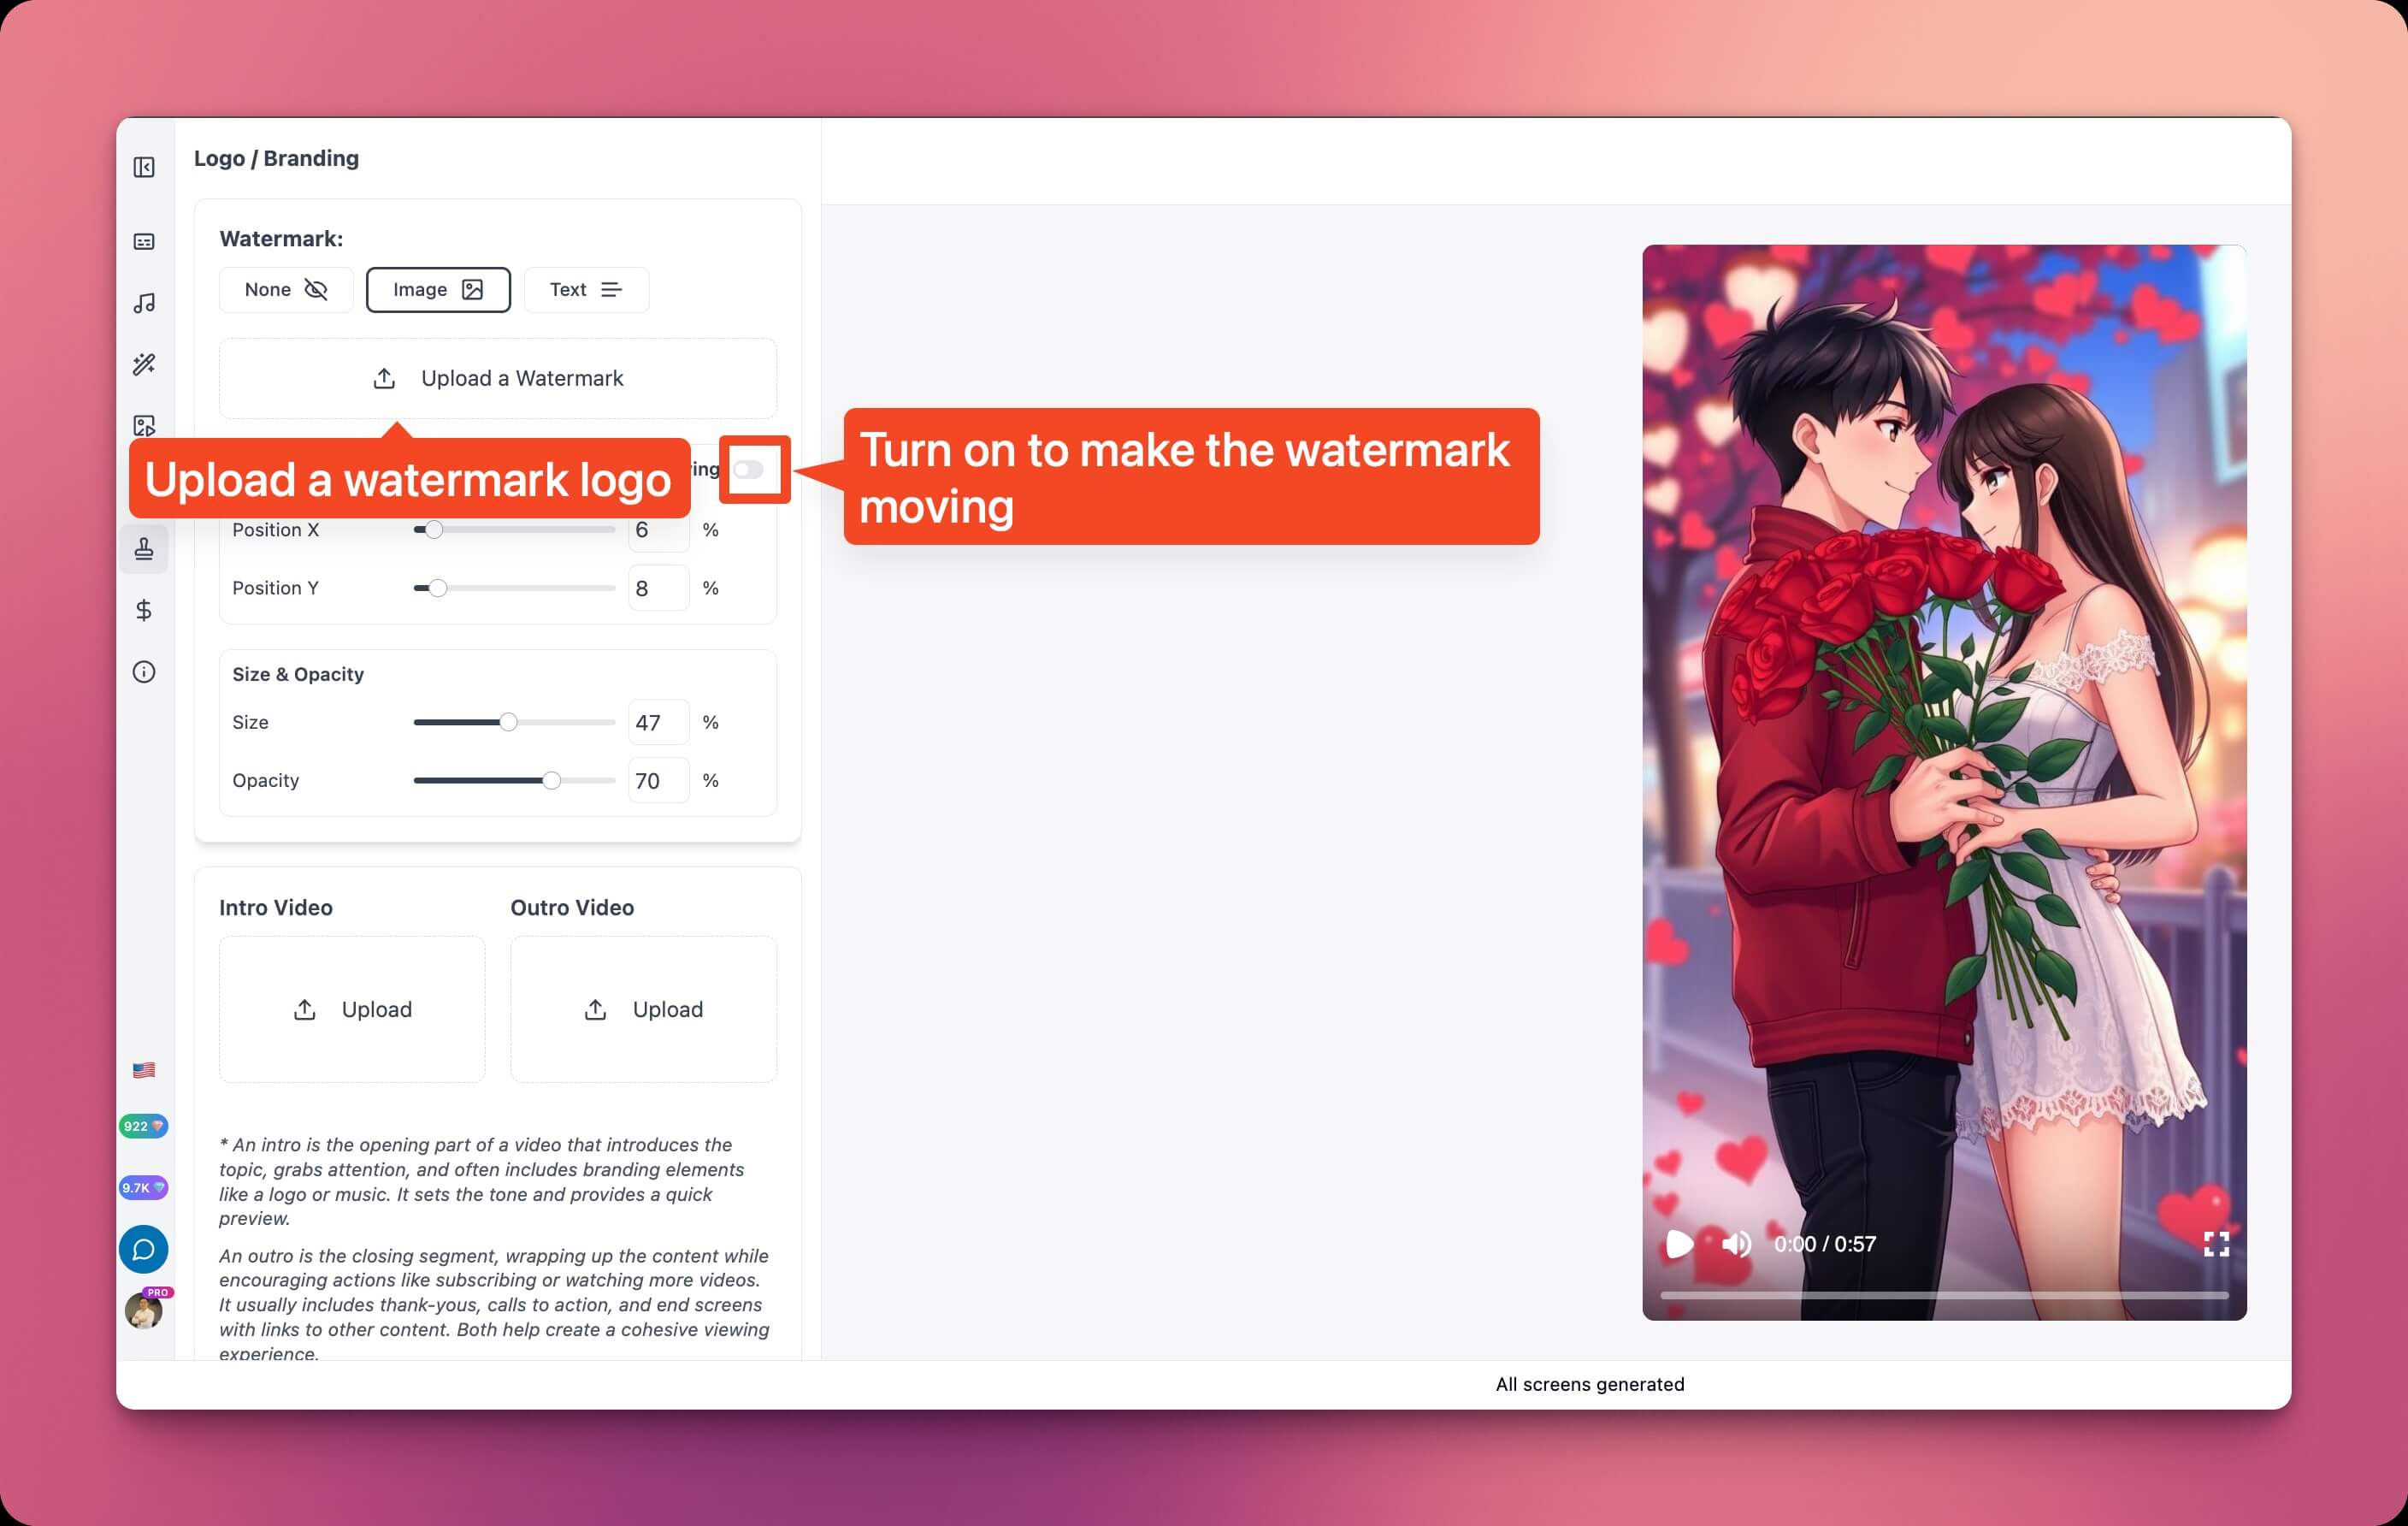 Logo / Branding
Watermark:
None
Image
Text
Upload a Watermark
Upload a watermark logo
Turn on to make the watermark
moving
Position X 6 %
Position Y 8 %
Size & Opacity
Size 47 %
Opacity 70 %
Intro Video
Outro Video
Upload
Upload
* An intro is the opening part of a video that introduces the
topic, grabs attention, and often includes branding elements
like a logo or music. It sets the tone and provides a quick
preview.
An outro is the closing segment, wrapping up the content while
encouraging actions like subscribing or watching more videos.
It usually includes thank-yous, calls to action, and end screens
with links to other content. Both help create a cohesive viewing
experience.
922
9.7K
PRO
0:00 / 0:57
All screens generated